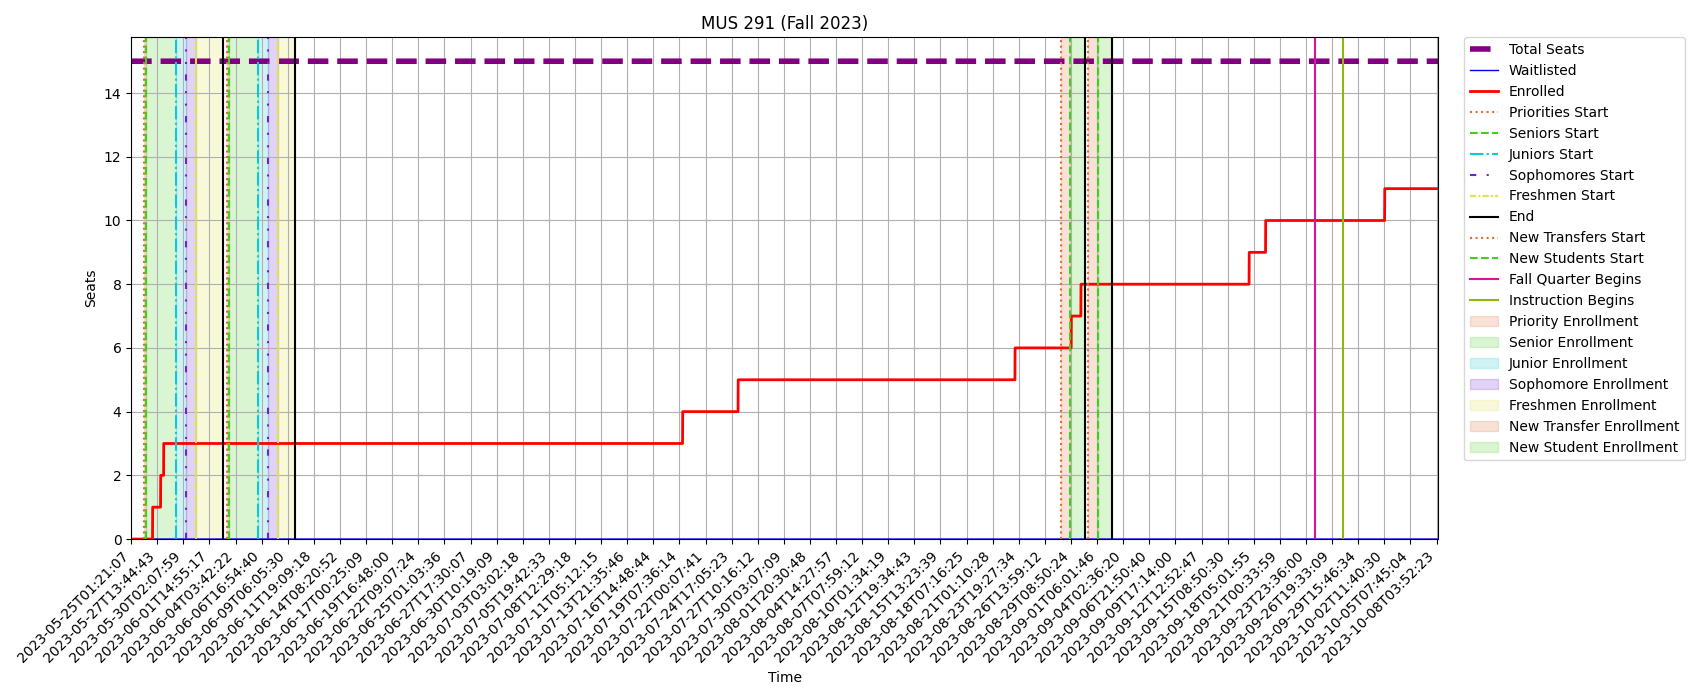 MUS 291 (Fall 2023)
Total Seats
Waitlisted
Enrolled
Priorities Start
Seniors Start
Juniors Start
Sophomores Start
Freshmen Start
End
New Transfers Start
New Students Start
Fall Quarter Begins
Instruction Begins
Priority Enrollment
Senior Enrollment
Junior Enrollment
Sophomore Enrollment
Freshmen Enrollment
New Transfer Enrollment
New Student Enrollment
Seats
14
12
10
8
6
4
2
0
2023-05-25T01:21:07
2023-05-27T13:44:43
2023-05-30T02:07:59
2023-06-01T14:55:17
2023-06-04T03:42:22
2023-06-06T16:54:40
2023-06-09T06:05:30
2023-06-11T19:09:18
2023-06-14T08:20:52
2023-06-17T00:25:09
2023-06-19T16:48:00
2023-06-22T09:07:24
2023-06-25T01:03:36
2023-06-27T17:30:07
2023-06-30T10:19:09
2023-07-03T03:02:18
2023-07-05T19:42:33
2023-07-08T12:29:18
2023-07-11T05:12:15
2023-07-13T21:35:46
2023-07-16T14:48:44
2023-07-19T07:36:14
2023-07-22T00:07:41
2023-07-24T17:05:23
2023-07-27T10:16:12
2023-07-30T03:07:09
2023-08-01T20:30:48
2023-08-04T14:27:57
2023-08-07T07:59:12
2023-08-10T01:34:19
2023-08-12T19:34:43
2023-08-15T13:23:39
2023-08-18T07:16:25
2023-08-21T01:10:28
2023-08-23T19:27:34
2023-08-26T13:59:12
2023-08-29T08:50:24
2023-09-01T06:01:46
2023-09-04T02:36:20
2023-09-06T21:50:40
2023-09-09T17:14:00
2023-09-12T12:52:47
2023-09-15T08:50:30
2023-09-18T05:01:55
2023-09-21T00:33:59
2023-09-23T23:36:00
2023-09-26T19:33:09
2023-09-29T15:46:34
2023-10-02T11:40:30
2023-10-05T07:45:04
2023-10-08T03:52:23
Time